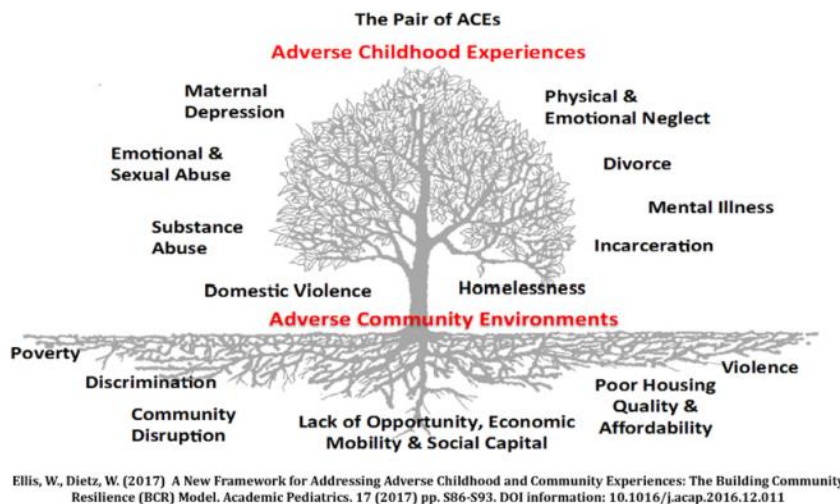 The Pair of ACEs
Adverse Childhood Experiences
Maternal
Depression
Physical &
Emotional Neglect
Emotional &
Sexual Abuse
Divorce
Mental Illness
Substance
Abuse
Incarceration
Domestic Violence
Homelessness
Adverse Community Environments
Poverty
Violence
Discrimination
Poor Housing
Quality &
Affordability
Community
Disruption
Lack of Opportunity, Economic
Mobility & Social Capital
Ellis, W., Dietz, W. (2017) A New Framework for Addressing Adverse Childhood and Community Experiences: The Building Communit
Resilience (BCR) Model. Academic Pediatrics. 17 (2017) pp. S86-S93. DOI information: 10.1016/j.acap.2016.12.011